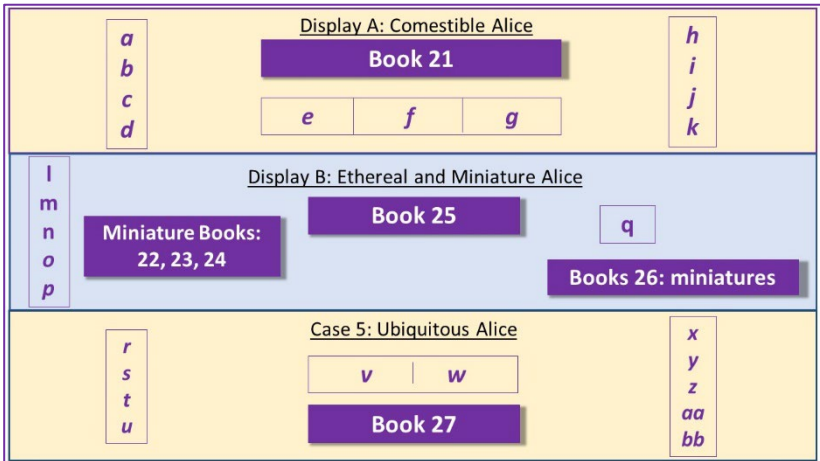 Display A: Comestible Alice
a
b
c
d
Book 21
e f g
h
i
j
k
Display B: Ethereal and Miniature Alice
l
m
n
o
p
Miniature Books:
22, 23, 24
Book 25
q
Books 26: miniatures
Case 5: Ubiquitous Alice
r
s
t
u
v w
Book 27
x
y
z
aa
bb